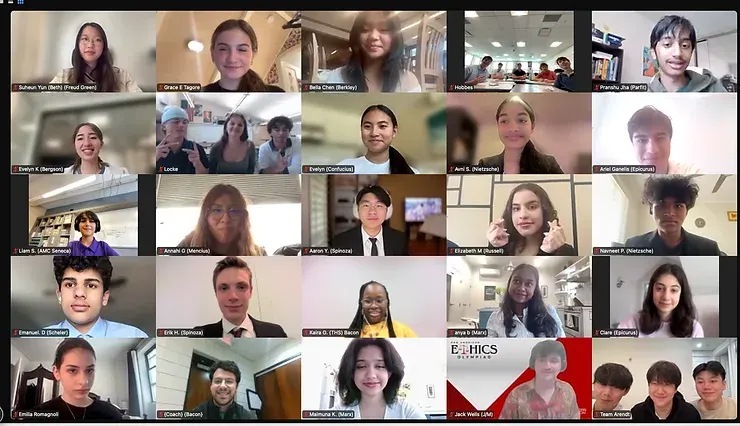 Suheun Yun (Beth) (Freud Green)
Grace E Tagore
Bella Chen (Berkley)
Hobbes
Pranshu Jha (Parfit)
Evelyn K (Bergson)
Locke
Evelyn (Confucius)
Avni S. (Nietzsche)
Ariel Ganelis (Epicurus)
Liam S. (AMC Seneca)
Annahi G (Mencius)
Aaron Y. (Spinoza)
Elizabeth M (Russell)
Navneet P. (Nietzsche)
Emanuel. D (Scheler)
Erik H. (Spinoza)
Kaira G. (THS) Bacon
anya b (Marx)
Clare (Epicurus)
PAN AMERICAN
ETHICS
OLYMPIAD
Emilia Romagnoli
(Coach) (Bacon)
Maimuna K. (Marx)
Jack Wells (J/M)
Team Arendt